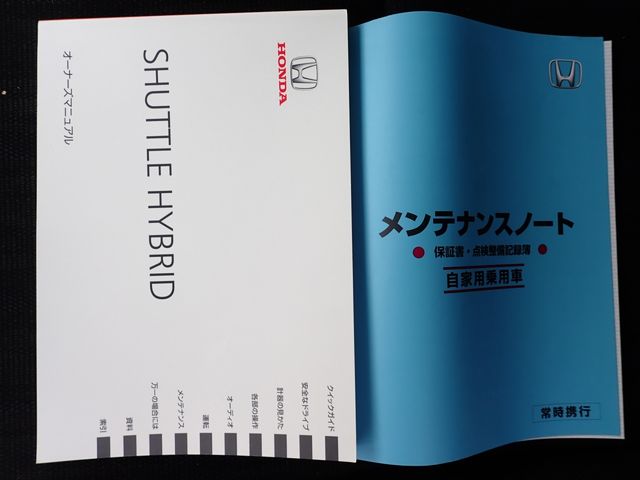 HONDA
SHUTTLE HYBRID
オーナーズマニュアル
クイックガイド
安全なドライブ
計器の見かた
各部の操作
オーディオ
運転
メンテナンス
万一の場合には
資料
索引
メンテナンスノート
● 保証書・点検整備記録簿 ●
自家用乗用車
常時携行